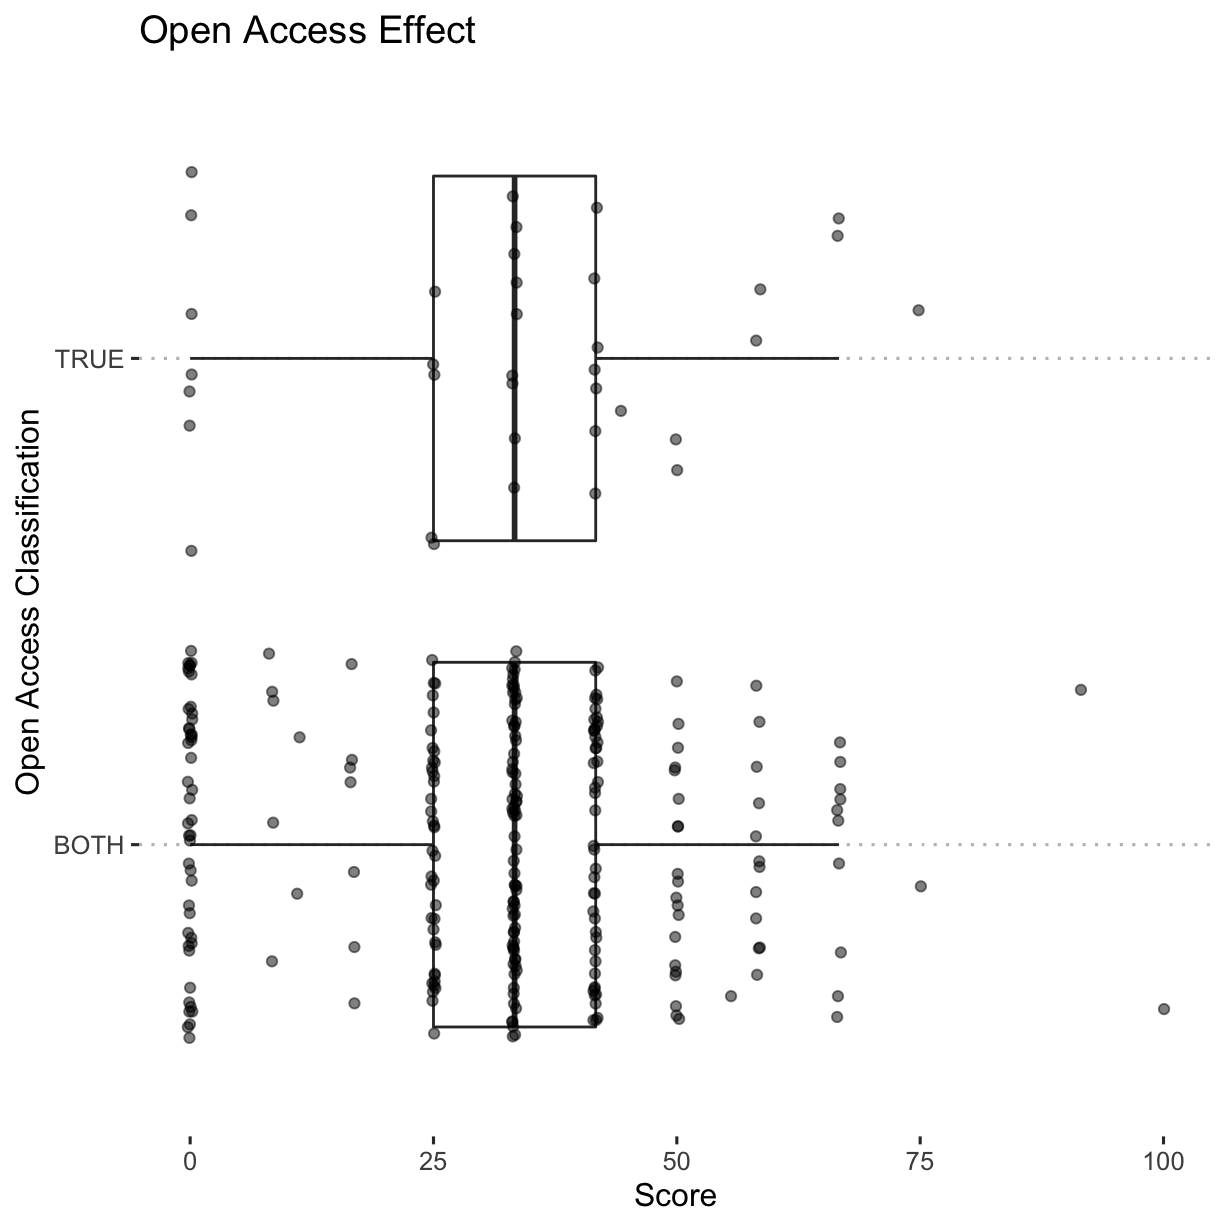 Open Access Effect
Open Access Classification
TRUE
BOTH
0 25 50 75 100
Score